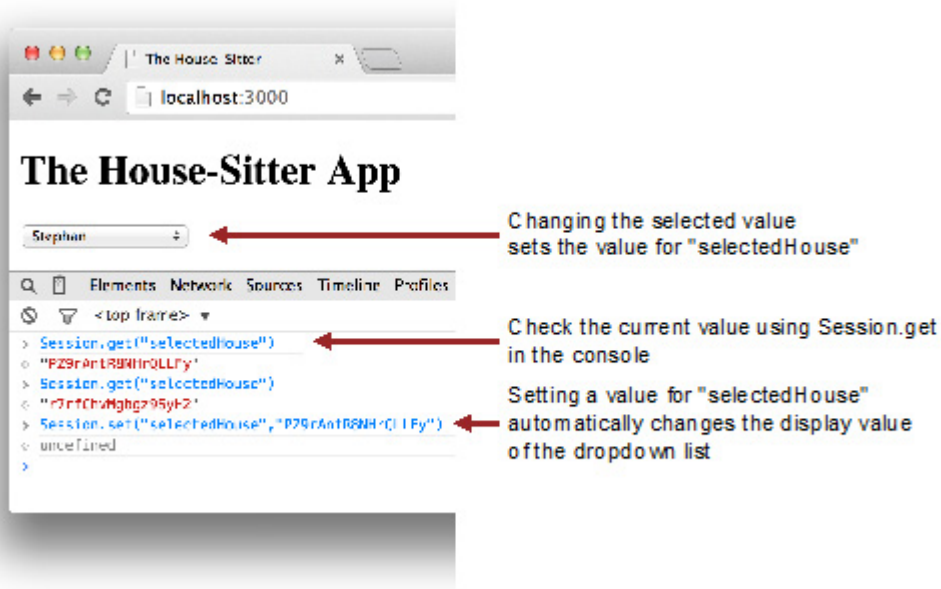 The House-Sitter
localhost:3000
The House-Sitter App
Stephan
Changing the selected value
sets the value for "selectedHouse"
Elements Network Sources Timeline Profiles
<top frame>
> Session.get("selectedHouse")
Check the current value using Session.get
in the console
> Session.get("selectedHouse")
Setting a value for "selectedHouse"
automatically changes the display value
of the dropdown list
> Session.set("selectedHouse",
undefined
>